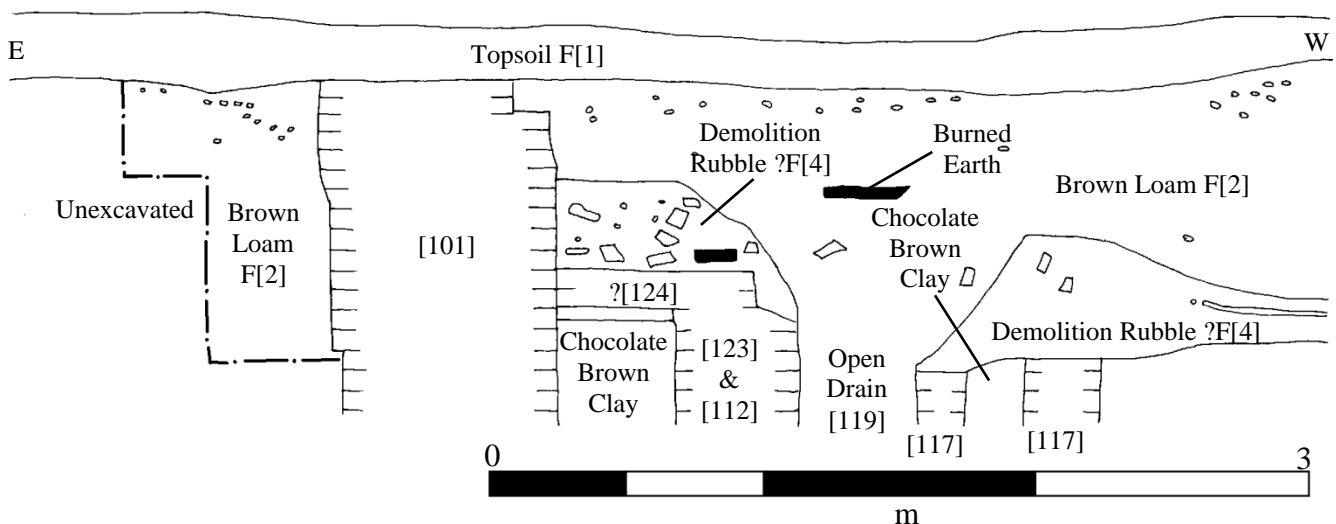 E
W
Topsoil F[1]
Demolition
Rubble ?F[4]
Burned
Earth
Unexcavated
Brown
Loam
F[2]
[101]
Chocolate
Brown
Clay
Brown Loam F[2]
?[124]
Chocolate
Brown
Clay
[123]
&
[112]
Open
Drain
[119]
Demolition Rubble ?F[4]
[117]
[117]
0
3
m